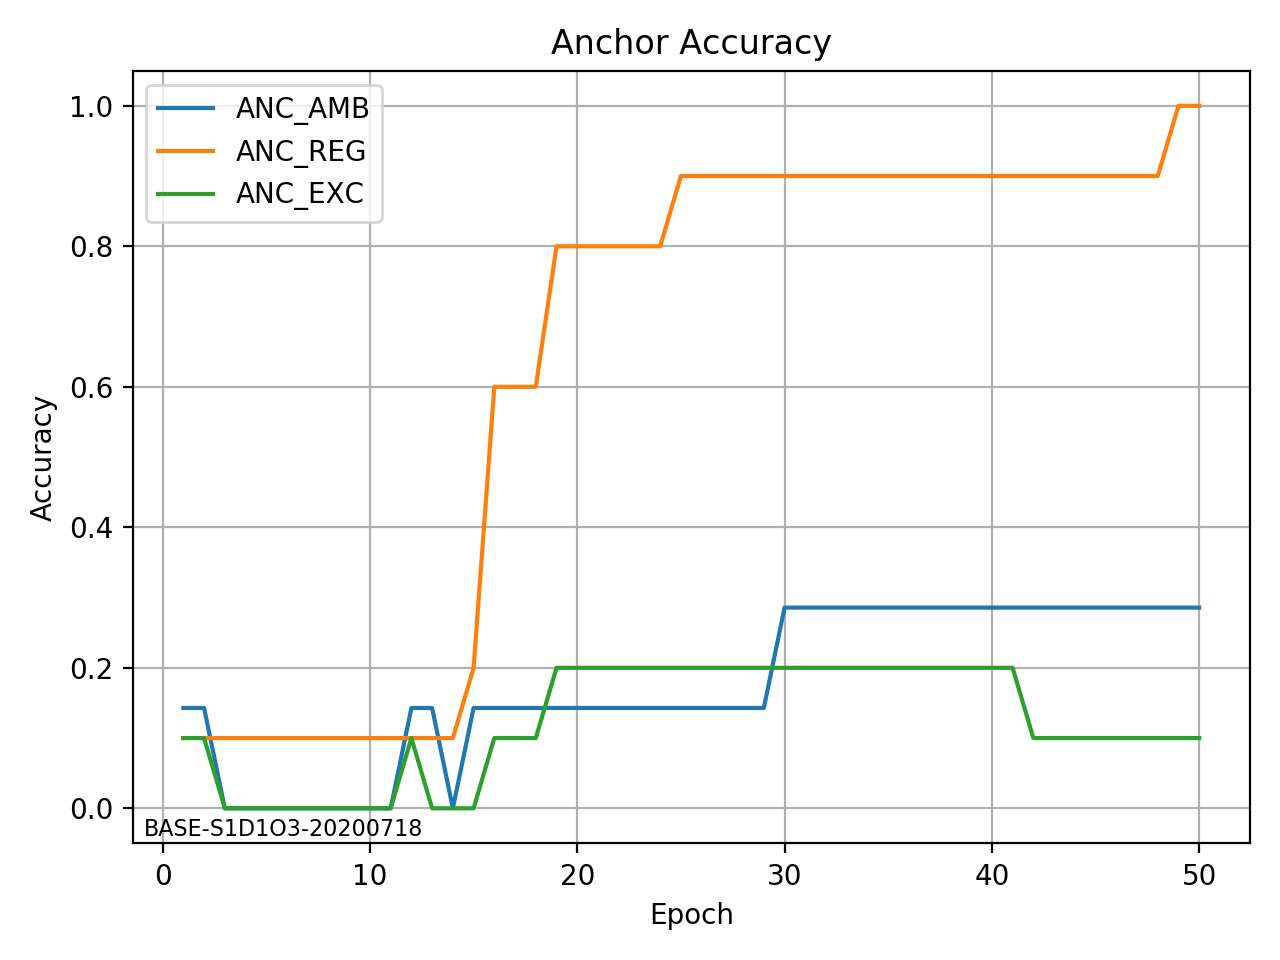 Anchor Accuracy
ANC_AMB
ANC_REG
ANC_EXC
Accuracy
1.0
0.8
0.6
0.4
0.2
0.0
BASE-S1D1O3-20200718
0 10 20 30 40 50
Epoch